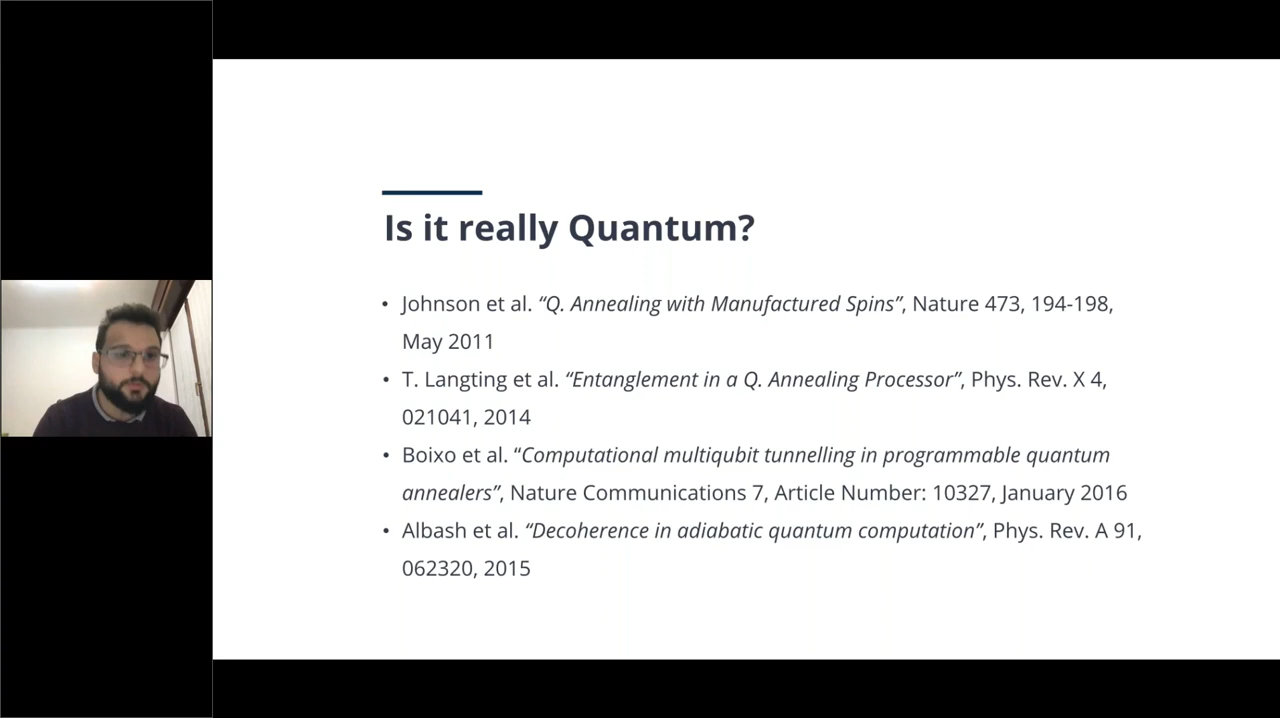 Is it really Quantum?
• Johnson et al. “Q. Annealing with Manufactured Spins”, Nature 473, 194-198,
May 2011
• T. Langting et al. “Entanglement in a Q. Annealing Processor”, Phys. Rev. X 4,
021041, 2014
• Boixo et al. “Computational multiqubit tunnelling in programmable quantum
annealers”, Nature Communications 7, Article Number: 10327, January 2016
• Albash et al. “Decoherence in adiabatic quantum computation”, Phys. Rev. A 91,
062320, 2015